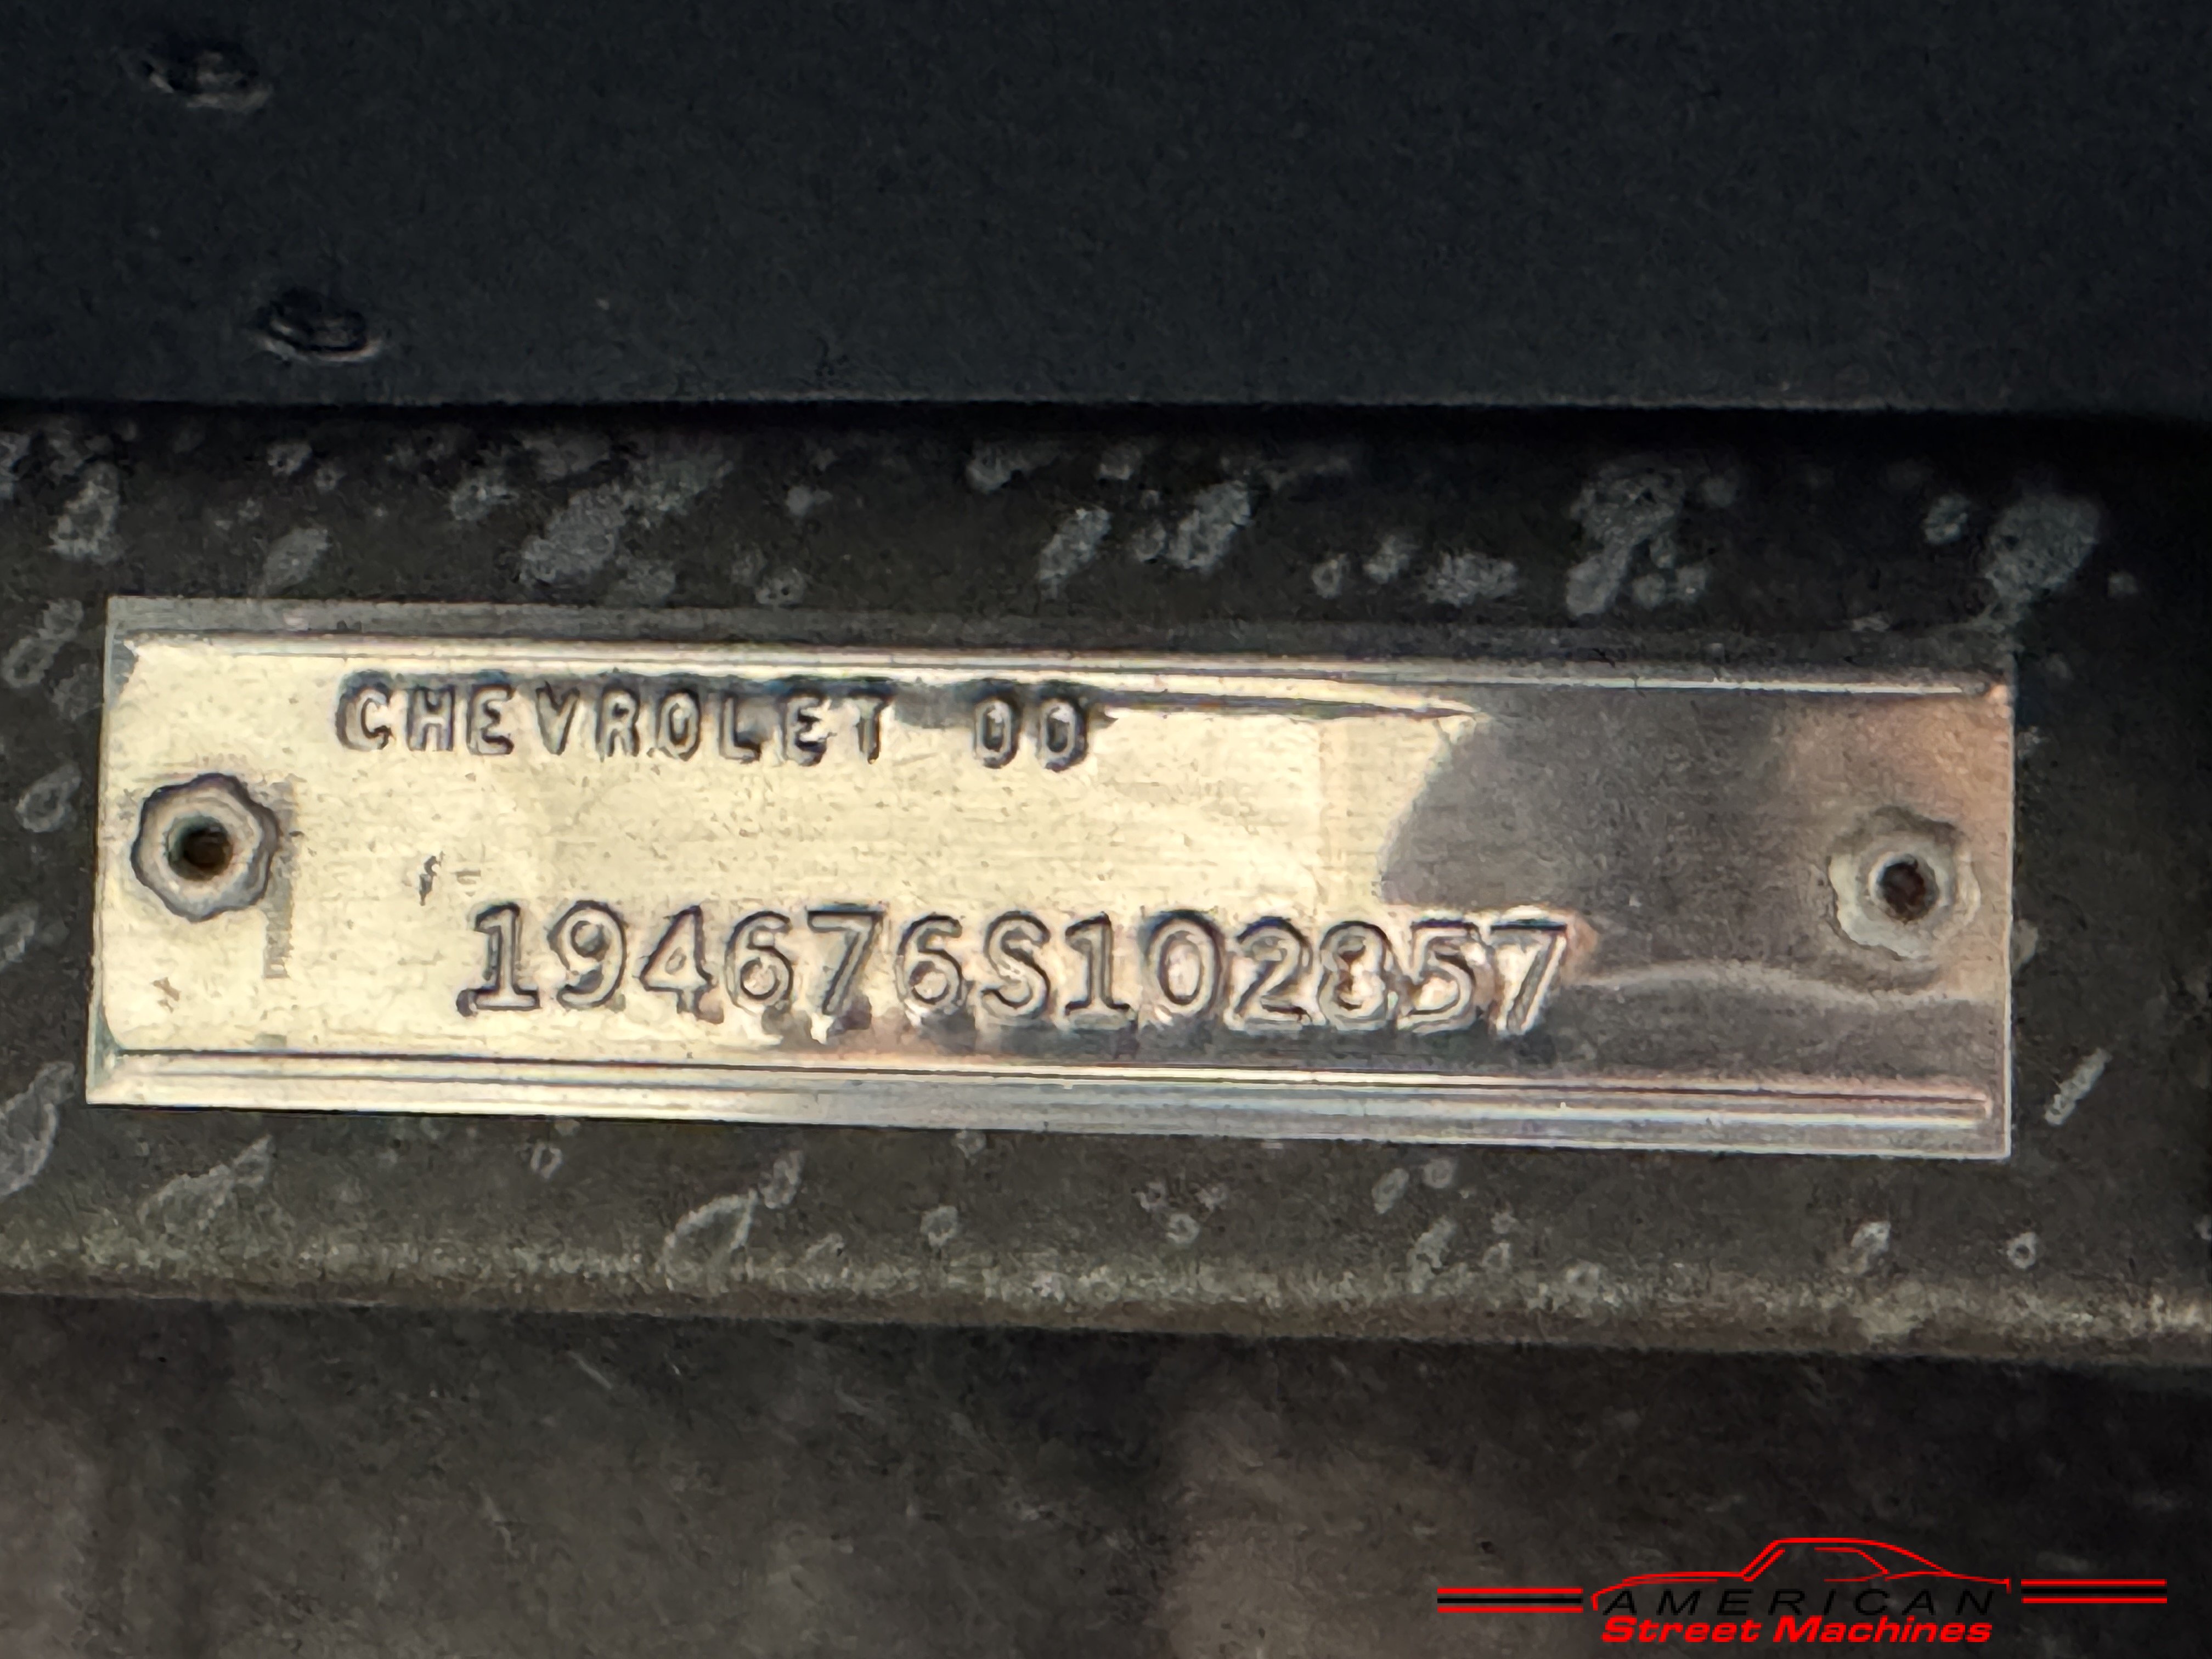 CHEVROLET 00
194676S102857
AMERICAN
Street Machines